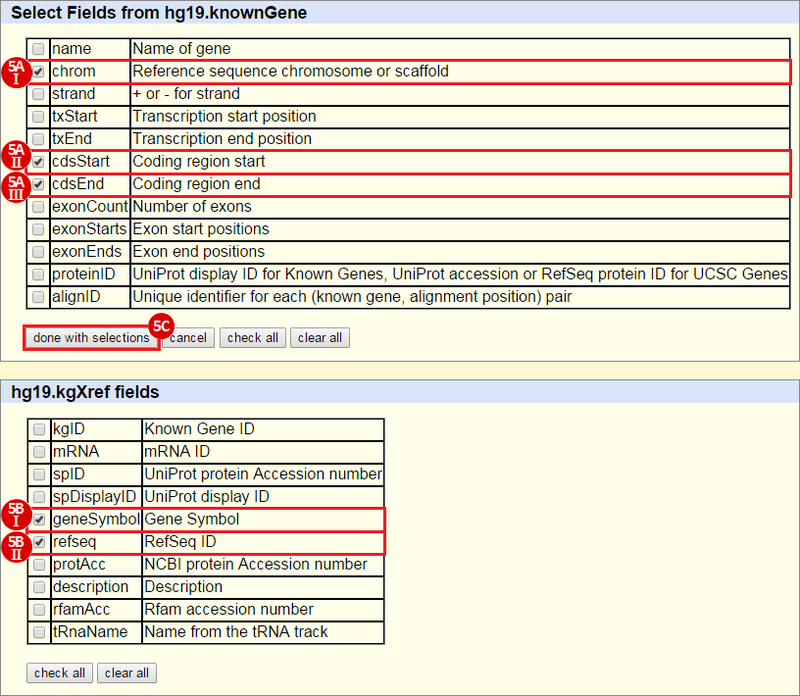 Select Fields from hg19.knownGene
name Name of gene
5A I chrom Reference sequence chromosome or scaffold
strand + or - for strand
txStart Transcription start position
txEnd Transcription end position
5A II cdsStart Coding region start
5A III cdsEnd Coding region end
exonCount Number of exons
exonStarts Exon start positions
exonEnds Exon end positions
proteinID UniProt display ID for Known Genes, UniProt accession or RefSeq protein ID for UCSC Genes
alignID Unique identifier for each (known gene, alignment position) pair
done with selections 5C cancel check all clear all
hg19.kgXref fields
kgID Known Gene ID
mRNA mRNA ID
spID UniProt protein Accession number
spDisplayID UniProt display ID
5B I geneSymbol Gene Symbol
5B II refseq RefSeq ID
protAcc NCBI protein Accession number
description Description
rfamAcc Rfam accession number
tRnaName Name from the tRNA track
check all clear all